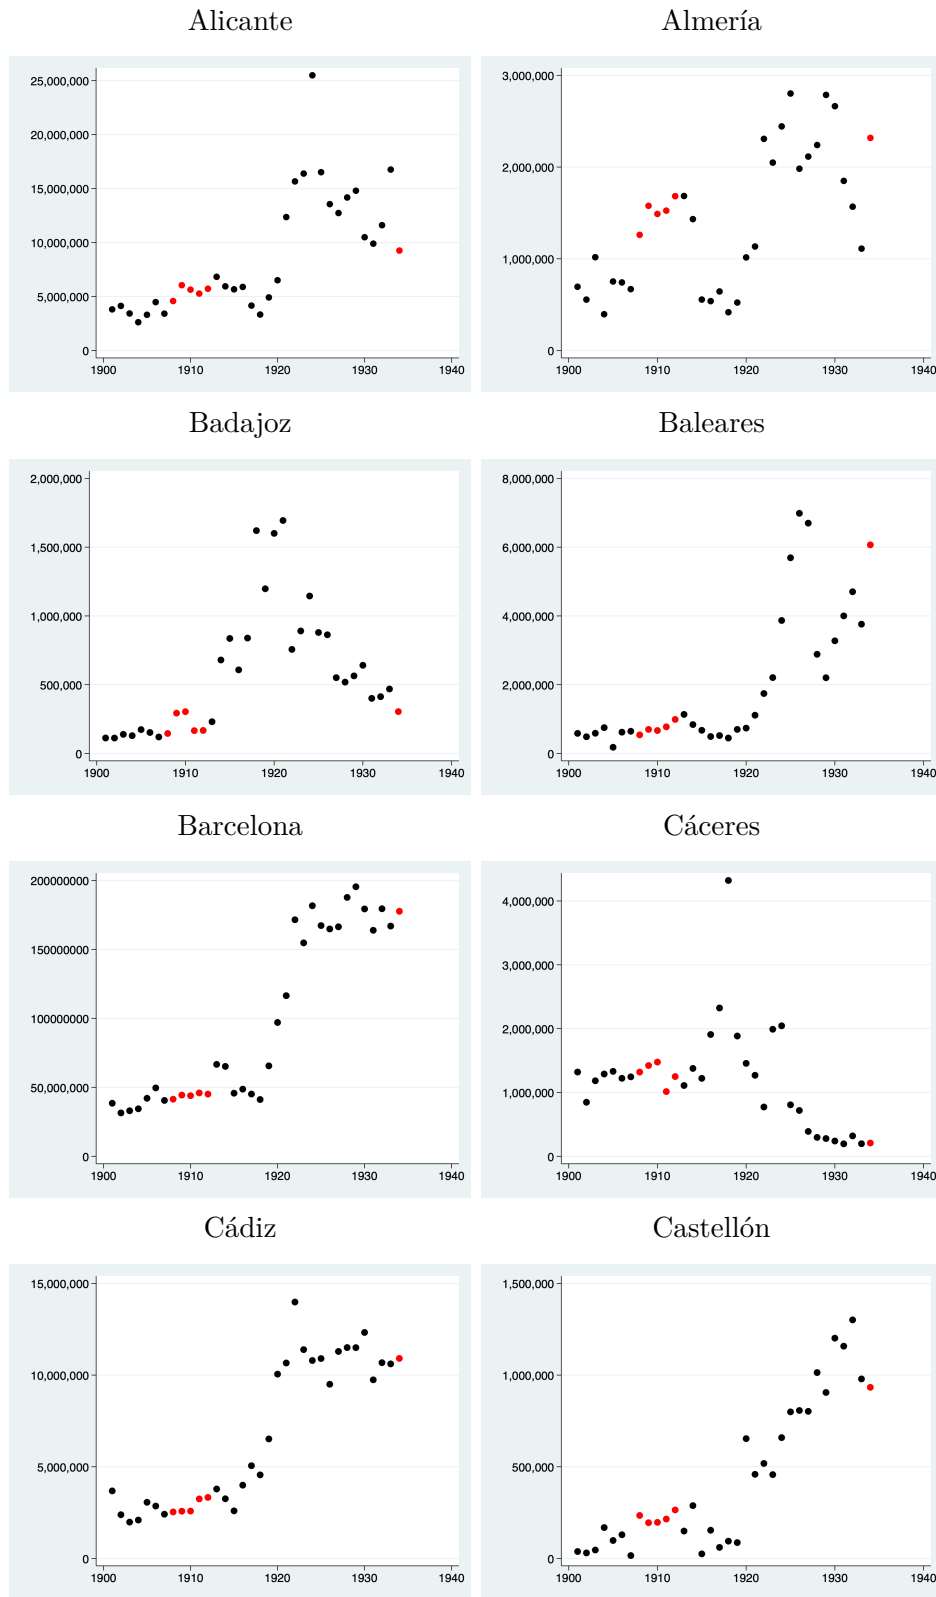 Alicante
25,000,000
20,000,000
15,000,000
10,000,000
5,000,000
0
1900 1910 1920 1930 1940
Almería
3,000,000
2,000,000
1,000,000
0
1900 1910 1920 1930 1940
Badajoz
2,000,000
1,500,000
1,000,000
500,000
0
1900 1910 1920 1930 1940
Baleares
8,000,000
6,000,000
4,000,000
2,000,000
0
1900 1910 1920 1930 1940
Barcelona
200000000
150000000
100000000
50,000,000
0
1900 1910 1920 1930 1940
Cáceres
4,000,000
3,000,000
2,000,000
1,000,000
0
1900 1910 1920 1930 1940
Cádiz
15,000,000
10,000,000
5,000,000
0
1900 1910 1920 1930 1940
Castellón
1,500,000
1,000,000
500,000
0
1900 1910 1920 1930 1940